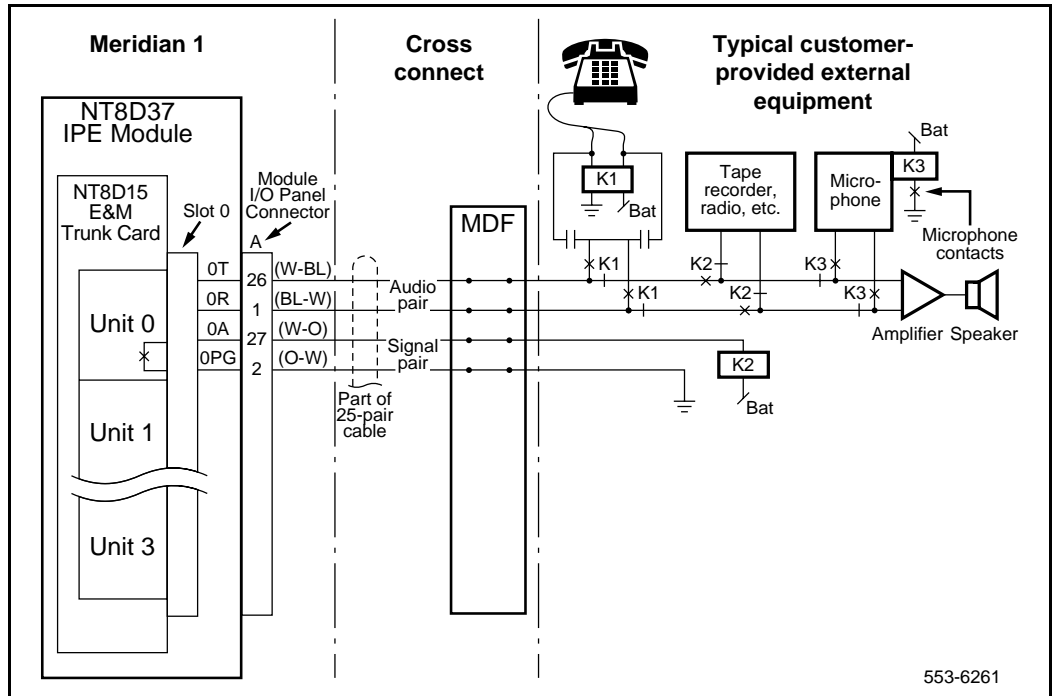 Meridian 1
Cross
connect
Typical customer-
provided external
equipment
NT8D37
IPE Module
NT8D15
E&M
Trunk Card
Slot 0
Module
I/O Panel
Connector
A
MDF
K1
Bat
Tape
recorder,
radio, etc.
Micro-
phone
K3
Bat
Microphone
contacts
Unit 0
Unit 1
Unit 3
0T
26
(W-BL)
0R
1
(BL-W)
0A
27
(W-O)
0PG
2
(O-W)
Audio
pair
Signal
pair
Part of
25-pair
cable
K1
K1
K2
K2
K3
K3
Amplifier
Speaker
K2
Bat
553-6261